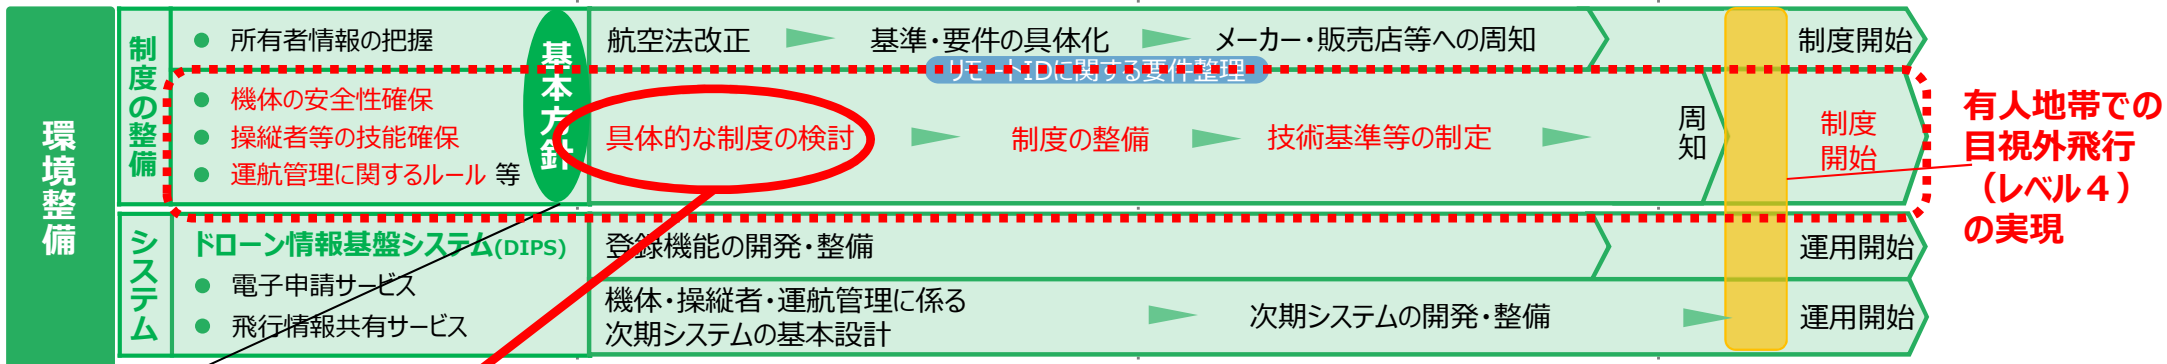 環境整備
制度の整備
● 所有者情報の把握
● 機体の安全性確保
● 操縦者等の技能確保
● 運航管理に関するルール 等
基本方針
航空法改正
基準・要件の具体化
メーカー・販売店等への周知
制度開始
リモートIDに関する要件整理
具体的な制度の検討
制度の整備
技術基準等の制定
周知
制度
開始
有人地帯での
目視外飛行
(レベル4)
の実現
システム
ドローン情報基盤システム(DIPS)
● 電子申請サービス
● 飛行情報共有サービス
登録機能の開発・整備
運用開始
機体・操縦者・運航管理に係る
次期システムの基本設計
次期システムの開発・整備
運用開始